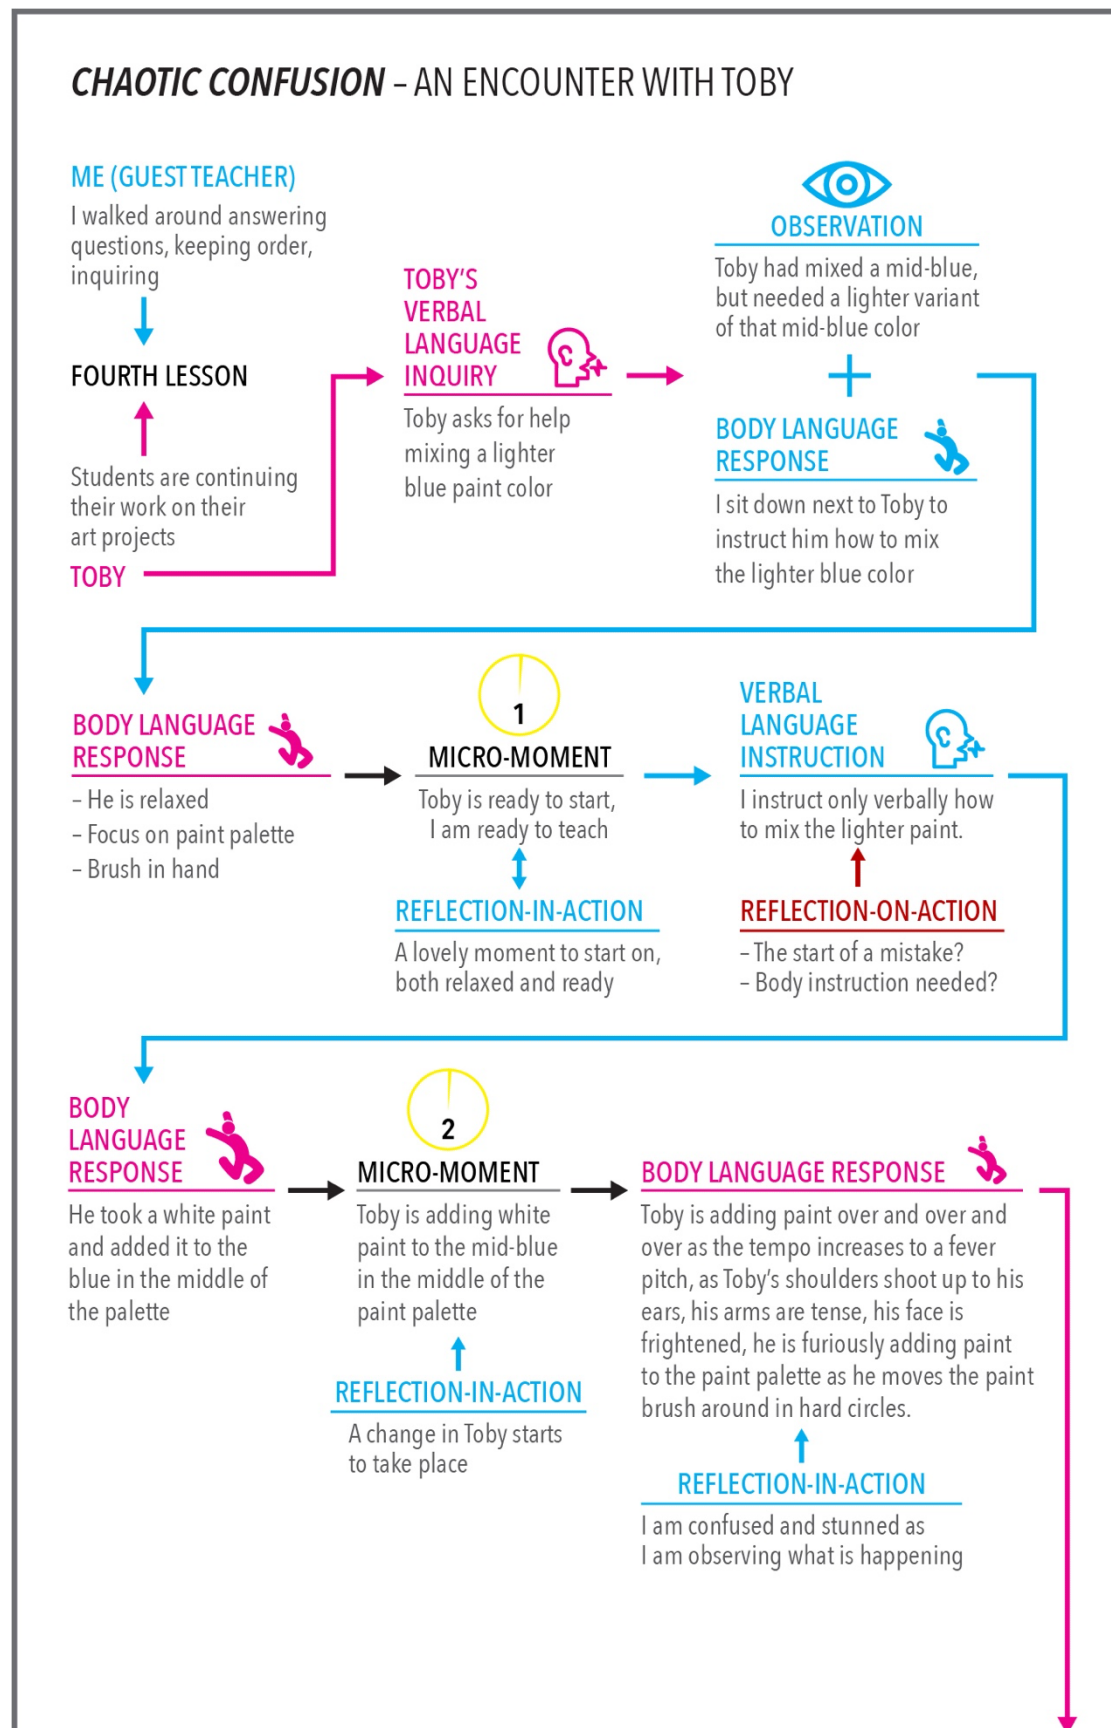 CHAOTIC CONFUSION – AN ENCOUNTER WITH TOBY
ME (GUEST TEACHER)
I walked around answering
questions, keeping order,
inquiring
FOURTH LESSON
Students are continuing
their work on their
art projects
TOBY
TOBY'S
VERBAL
LANGUAGE
INQUIRY
Toby asks for help
mixing a lighter
blue paint color
OBSERVATION
Toby had mixed a mid-blue,
but needed a lighter variant
of that mid-blue color
BODY LANGUAGE
RESPONSE
I sit down next to Toby to
instruct him how to mix
the lighter blue color
BODY LANGUAGE
RESPONSE
– He is relaxed
– Focus on paint palette
– Brush in hand
1
MICRO-MOMENT
Toby is ready to start,
I am ready to teach
REFLECTION-IN-ACTION
A lovely moment to start on,
both relaxed and ready
VERBAL
LANGUAGE
INSTRUCTION
I instruct only verbally how
to mix the lighter paint.
REFLECTION-ON-ACTION
– The start of a mistake?
– Body instruction needed?
BODY
LANGUAGE
RESPONSE
He took a white paint
and added it to the
blue in the middle of
the palette
2
MICRO-MOMENT
Toby is adding white
paint to the mid-blue
in the middle of the
paint palette
REFLECTION-IN-ACTION
A change in Toby starts
to take place
BODY LANGUAGE RESPONSE
Toby is adding paint over and over and
over as the tempo increases to a fever
pitch, as Toby's shoulders shoot up to his
ears, his arms are tense, his face is
frightened, he is furiously adding paint
to the paint palette as he moves the paint
brush around in hard circles.
REFLECTION-IN-ACTION
I am confused and stunned as
I am observing what is happening